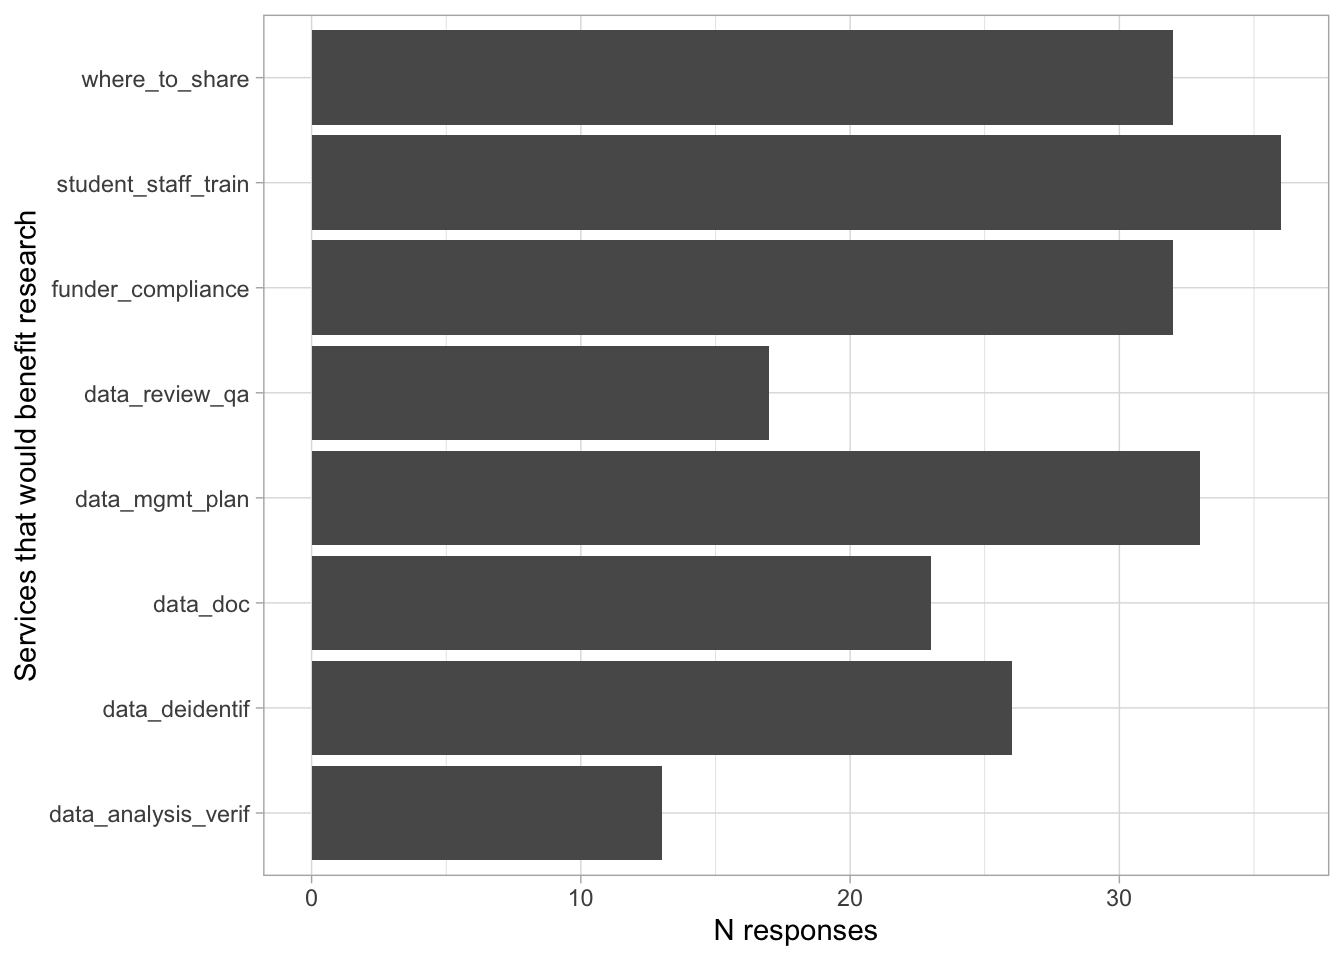 where_to_share
student_staff_train
funder_compliance
data_review_qa
data_mgmt_plan
data_doc
data_deidentif
data_analysis_verif
Services that would benefit research
0 10 20 30
N responses